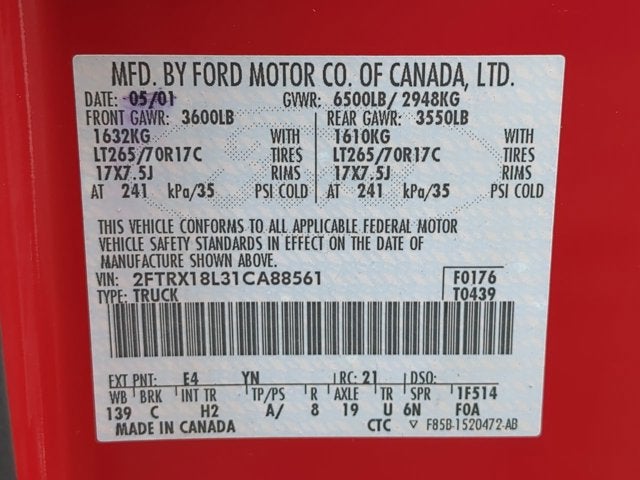 MFD. BY FORD MOTOR CO. OF CANADA, LTD.
DATE: 05/01 GVWR: 6500LB/ 2948KG
FRONT GAWR: 3600LB REAR GAWR: 3550LB
1632KG WITH 1610KG WITH
LT265/70R17C TIRES LT265/70R17C TIRES
17X7.5J RIMS 17X7.5J RIMS
AT 241 kPa/35 PSI COLD AT 241 kPa/35 PSI COLD
THIS VEHICLE CONFORMS TO ALL APPLICABLE FEDERAL MOTOR
VEHICLE SAFETY STANDARDS IN EFFECT ON THE DATE OF
MANUFACTURE SHOWN ABOVE.
VIN: 2FTRX18L31CA88561 F0176
TYPE: TRUCK T0439
EXT PNT: E4 YN RC: 21 DSO:
WB BRK INT TR TP/PS R AXLE TR SPR 1F514
139 C H2 A/ 8 19 U 6N F0A
MADE IN CANADA CTC ▽ F85B-1520472-AB